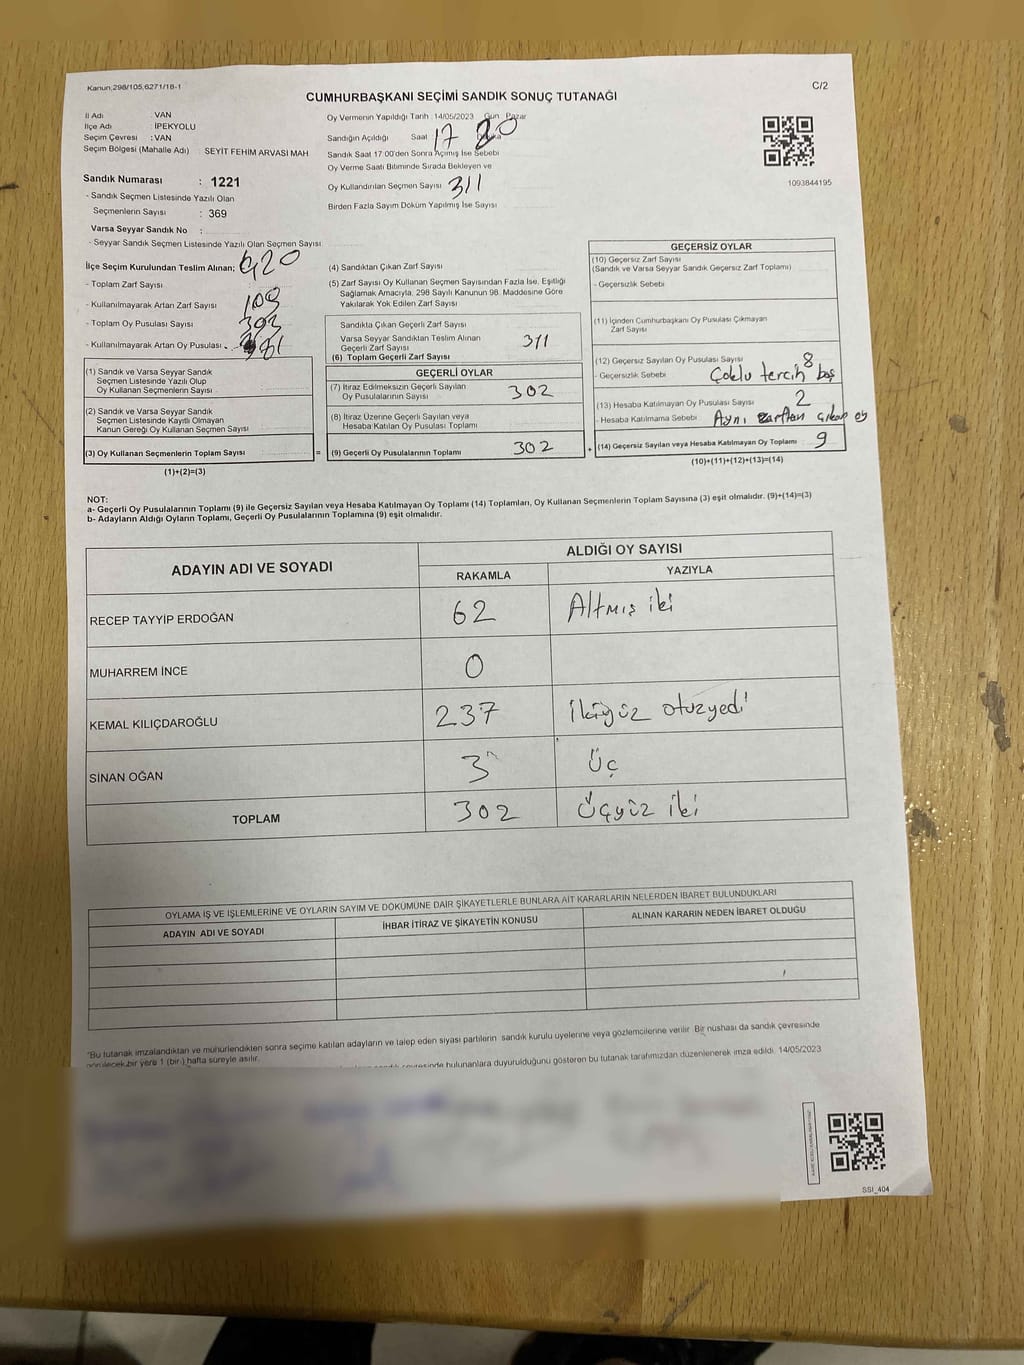 Kanun;298/105,6271/18-1
C/2
CUMHURBAŞKANI SEÇİMİ SANDIK SONUÇ TUTANAĞI
İl Adı : VAN
İlçe Adı : İPEKYOLU
Seçim Çevresi : VAN
Seçim Bölgesi (Mahalle Adı) : SEYİT FEHİM ARVASİ MAH
Sandık Numarası : 1221
- Sandık Seçmen Listesinde Yazılı Olan
Seçmenlerin Sayısı : 369
Varsa Seyyar Sandık No :
- Seyyar Sandık Seçmen Listesinde Yazılı Olan Seçmen Sayısı
Oy Vermenin Yapıldığı Tarih 14/05/2023 Gün Pazar
Sandığın Açıldığı Saat : 17 20
Sandık Saat 17:00'den Sonra Açımış İse Sebebi
Oy Verme Saati Bitiminde Sırada Bekleyen ve
Oy Kullandırılan Seçmen Sayısı 311
Birden Fazla Sayım Döküm Yapılmış İse Sayısı
1093844195
İlçe Seçim Kurulundan Teslim Alınan; 420
- Toplam Zarf Sayısı :
- Kullanılmayarak Artan Zarf Sayısı 109
- Toplam Oy Pusulası Sayısı 302
- Kullanılmayarak Artan Oy Pusulası
(1) Sandık ve Varsa Seyyar Sandık
Seçmen Listesinde Yazılı Olup
Oy Kullanan Seçmenlerin Sayısı
(2) Sandık ve Varsa Seyyar Sandık
Seçmen Listesinde Kayıtlı Olmayan
Kanun Gereği Oy Kullanan Seçmen Sayısı
(3) Oy Kullanan Seçmenlerin Toplam Sayısı =
(1)+(2)=(3)
(4) Sandıktan Çıkan Zarf Sayısı
(5) Zarf Sayısı Oy Kullanan Seçmen Sayısından Fazla İse, Eşitliği
Sağlamak Amacıyla, 298 Sayılı Kanunun 98. Maddesine Göre
Yakılarak Yok Edilen Zarf Sayısı
Sandıkta Çıkan Geçerli Zarf Sayısı
Varsa Seyyar Sandıktan Teslim Alınan
Geçerli Zarf Sayısı 311
(6) Toplam Geçerli Zarf Sayısı
GEÇERLİ OYLAR
(7) İtiraz Edilmeksizin Geçerli Sayılan
Oy Pusulasının Sayısı 302
(8) İtiraz Üzerine Geçerli Sayılan veya
Hesaba Katılan Oy Pusulası Toplamı
(9) Geçerli Oy Pusulalarının Toplamı 302 +
GEÇERSİZ OYLAR
(10) Geçersiz Zarf Sayısı
(Sandık ve Varsa Seyyar Sandık Geçersiz Zarf Toplamı)
- Geçersizlik Sebebi
(11) İçinden Cumhurbaşkanı Oy Pusulası Çıkmayan
Zarf Sayısı
(12) Geçersiz Sayılan Oy Pusulası Sayısı 8
- Geçersizlik Sebebi Çoklu tercih boş
(13) Hesaba Katılmayan Oy Pusulası Sayısı 2
- Hesaba Katılmama Sebebi Aynı zarftan çıkan oy
(14) Geçersiz Sayılan veya Hesaba Katılmayan Oy Toplamı 9
(10)+(11)+(12)+(13)=(14)
NOT:
a- Geçerli Oy Pusulalarının Toplamı (9) ile Geçersiz Sayılan veya Hesaba Katılmayan Oy Toplamı (14) Toplamları, Oy Kullanan Seçmenlerin Toplam Sayısına (3) eşit olmalıdır. (9)+(14)=(3)
b- Adayların Aldığı Oyların Toplamı, Geçerli Oy Pusulalarının Toplamına (9) eşit olmalıdır.
ADAYIN ADI VE SOYADI
ALDIĞI OY SAYISI
RAKAMLA YAZIYLA
RECEP TAYYİP ERDOĞAN 62 Altmış iki
MUHARREM İNCE 0
KEMAL KILIÇDAROĞLU 237 İkiyüz otuzyedi
SİNAN OĞAN 3 Üç
TOPLAM 302 Üçyüz iki
OYLAMA İŞ VE İŞLEMLERİNE VE OYLARIN SAYIM VE DÖKÜMÜNE DAİR ŞİKAYETLERLE BUNLARA AİT KARARLARIN NELERDEN İBARET BULUNDUKLARI
ADAYIN ADI VE SOYADI İHBAR İTİRAZ VE ŞİKAYETİN KONUSU ALINAN KARARIN NEDEN İBARET OLDUĞU
*Bu tutanak imzalandıktan ve mühürlendikten sonra seçime katılan adayların ve talep eden siyasi partilerin sandık kurulu üyelerine veya gözlemcilerine verilir. Bir nüshası da sandık çevresinde
görülecek bir yere 1 (bir) hafta süreyle asılır.
bulunanlara duyurulduğunu gösteren bu tutanak tarafımızdan düzenlenerek imza edildi. 14/05/2023
SSI_404